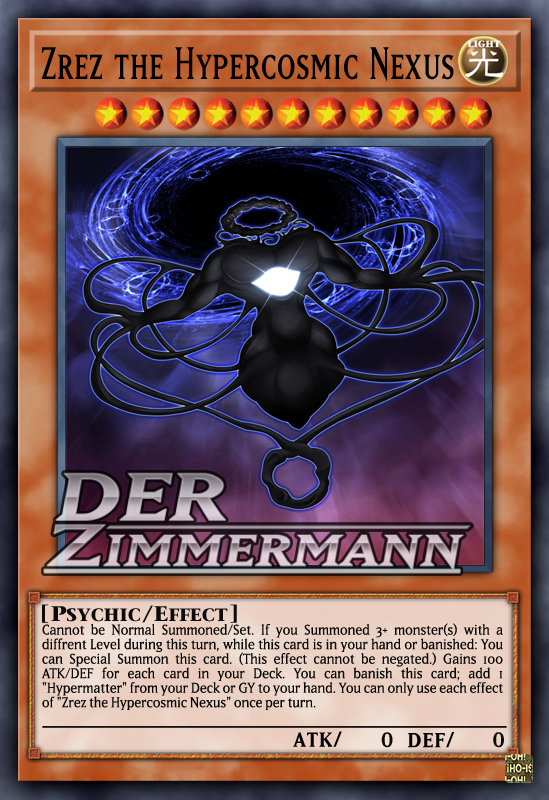 Zrez the Hypercosmic Nexus
LIGHT
光
DER
ZIMMERMANN
[Psychic/Effect]
Cannot be Normal Summoned/Set. If you Summoned 3+ monster(s) with a
diffrent Level during this turn, while this card is in your hand or banished: You
can Special Summon this card. (This effect cannot be negated.) Gains 100
ATK/DEF for each card in your Deck. You can banish this card; add 1
"Hypermatter" from your Deck or GY to your hand. You can only use each effect
of "Zrez the Hypercosmic Nexus" once per turn.
ATK/ 0 DEF/ 0